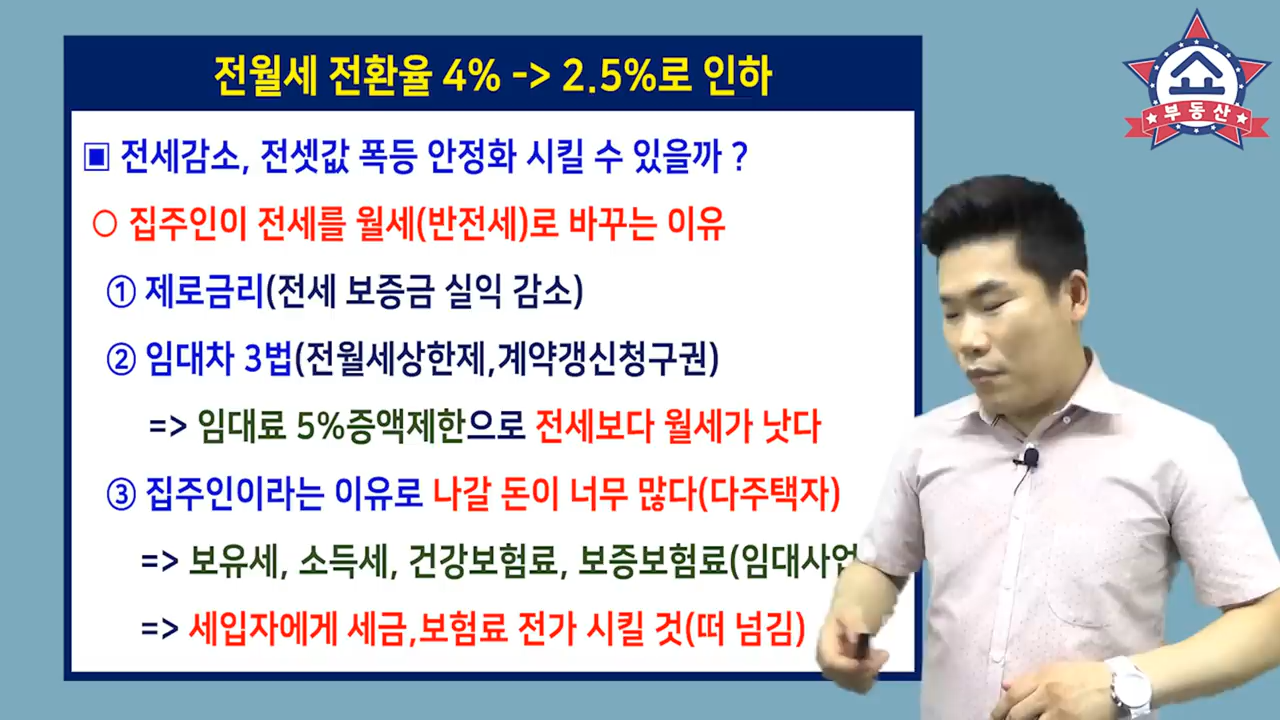 전월세 전환율 4% -> 2.5%로 인하
▣ 전세감소, 전셋값 폭등 안정화 시킬 수 있을까 ?
○ 집주인이 전세를 월세(반전세)로 바꾸는 이유
① 제로금리(전세 보증금 실익 감소)
② 임대차 3법(전월세상한제,계약갱신청구권)
=> 임대료 5%증액제한으로 전세보다 월세가 낫다
③ 집주인이라는 이유로 나갈 돈이 너무 많다(다주택자)
=> 보유세, 소득세, 건강보험료, 보증보험료(임대사업
=> 세입자에게 세금,보험료 전가 시킬 것(떠 넘김)
쇼
부동산